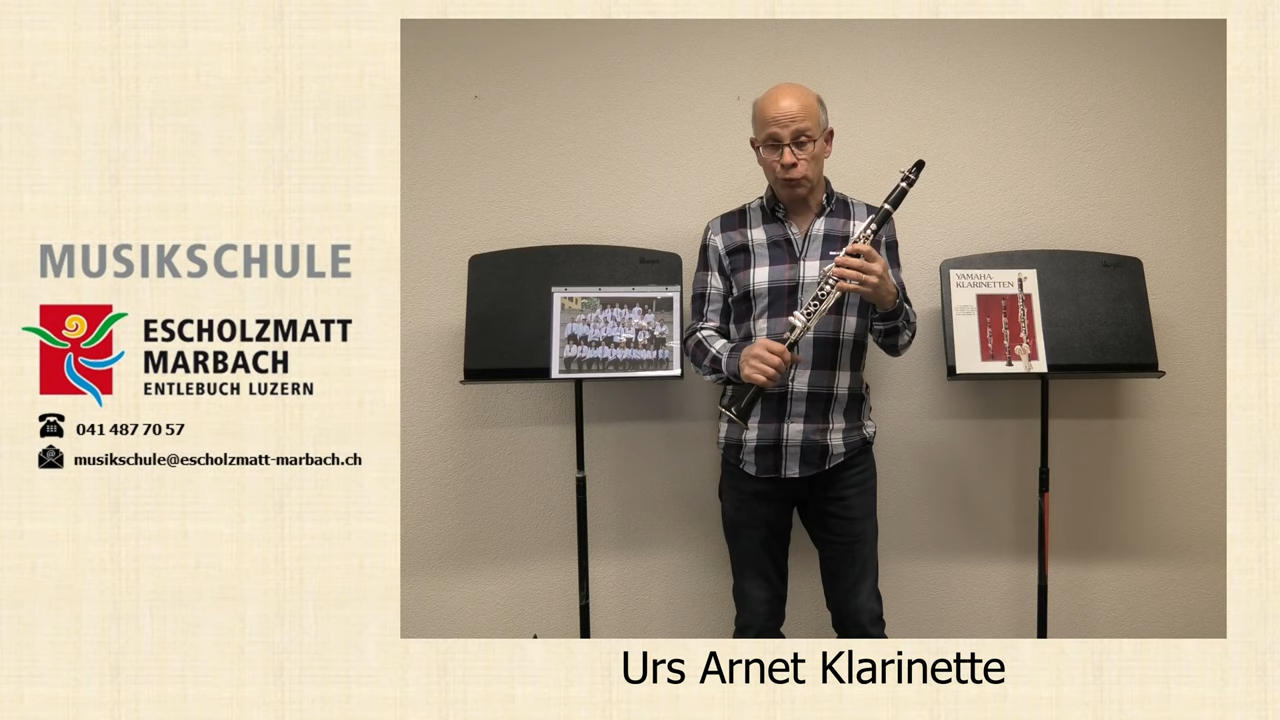 MUSIKSCHULE
ESCHOLZMATT
MARBACH
ENTLEBUCH LUZERN
041 487 70 57
musikschule@escholzmatt-marbach.ch
YAMAHA-
KLARINETTEN
Urs Arnet Klarinette